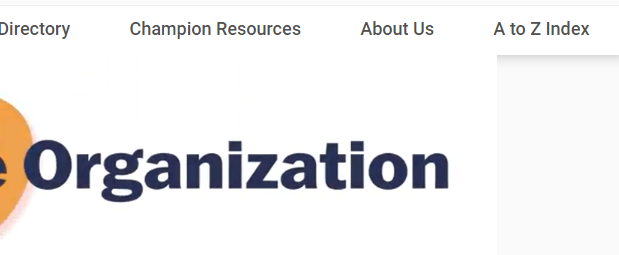 Directory Champion Resources About Us A to Z Index
e Organization